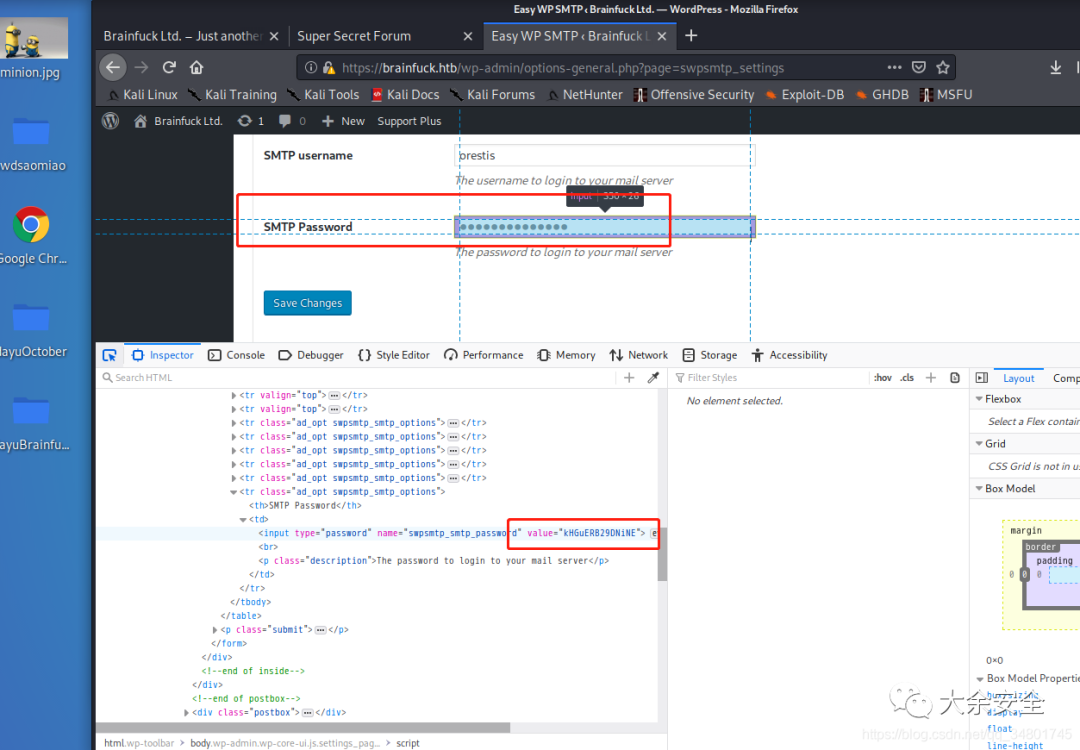 Easy WP SMTP ‹ Brainfuck Ltd. — WordPress - Mozilla Firefox
Brainfuck Ltd. – Just another
Super Secret Forum
Easy WP SMTP ‹ Brainfuck L
https://brainfuck.htb/wp-admin/options-general.php?page=swpsmtp_settings
Kali Linux Kali Training Kali Tools Kali Docs Kali Forums NetHunter Offensive Security Exploit-DB GHDB MSFU
Brainfuck Ltd. 1 0 New Support Plus
minion.jpg
wdsaomiao
Google Chr...
ayuOctober
ayuBrainfu...
SMTP username
orestis
The username to login to your mail server
input 350 × 26
SMTP Password
The password to login to your mail server
Save Changes
Inspector Console Debugger Style Editor Performance Memory Network Storage Accessibility
Search HTML
Filter Styles
:hov .cls
Layout Comp
<tr valign="top"></tr>
<tr valign="top"></tr>
<tr class="ad_opt swpsmtp_smtp_options"></tr>
<tr class="ad_opt swpsmtp_smtp_options"></tr>
<tr class="ad_opt swpsmtp_smtp_options"></tr>
<tr class="ad_opt swpsmtp_smtp_options"></tr>
<tr class="ad_opt swpsmtp_smtp_options"></tr>
<tr class="ad_opt swpsmtp_smtp_options">
<th>SMTP Password</th>
<td>
<input type="password" name="swpsmtp_smtp_password" value="kHGuERB29DNiNE"> e
<br>
<p class="description">The password to login to your mail server</p>
</td>
</tr>
</tbody>
</table>
<p class="submit"></p>
</form>
</div>
<!--end of inside-->
</div>
<!--end of postbox-->
<div class="postbox"></div>
html.wp-toolbar > body.wp-admin.wp-core-ui.js.settings_pag... > script
No element selected.
Flexbox
Select a Flex contain
Grid
CSS Grid is not in u
Box Model
margin
border
padding
0 0 0
0×0
Box Model Properti
display
float
line-height
大余安全